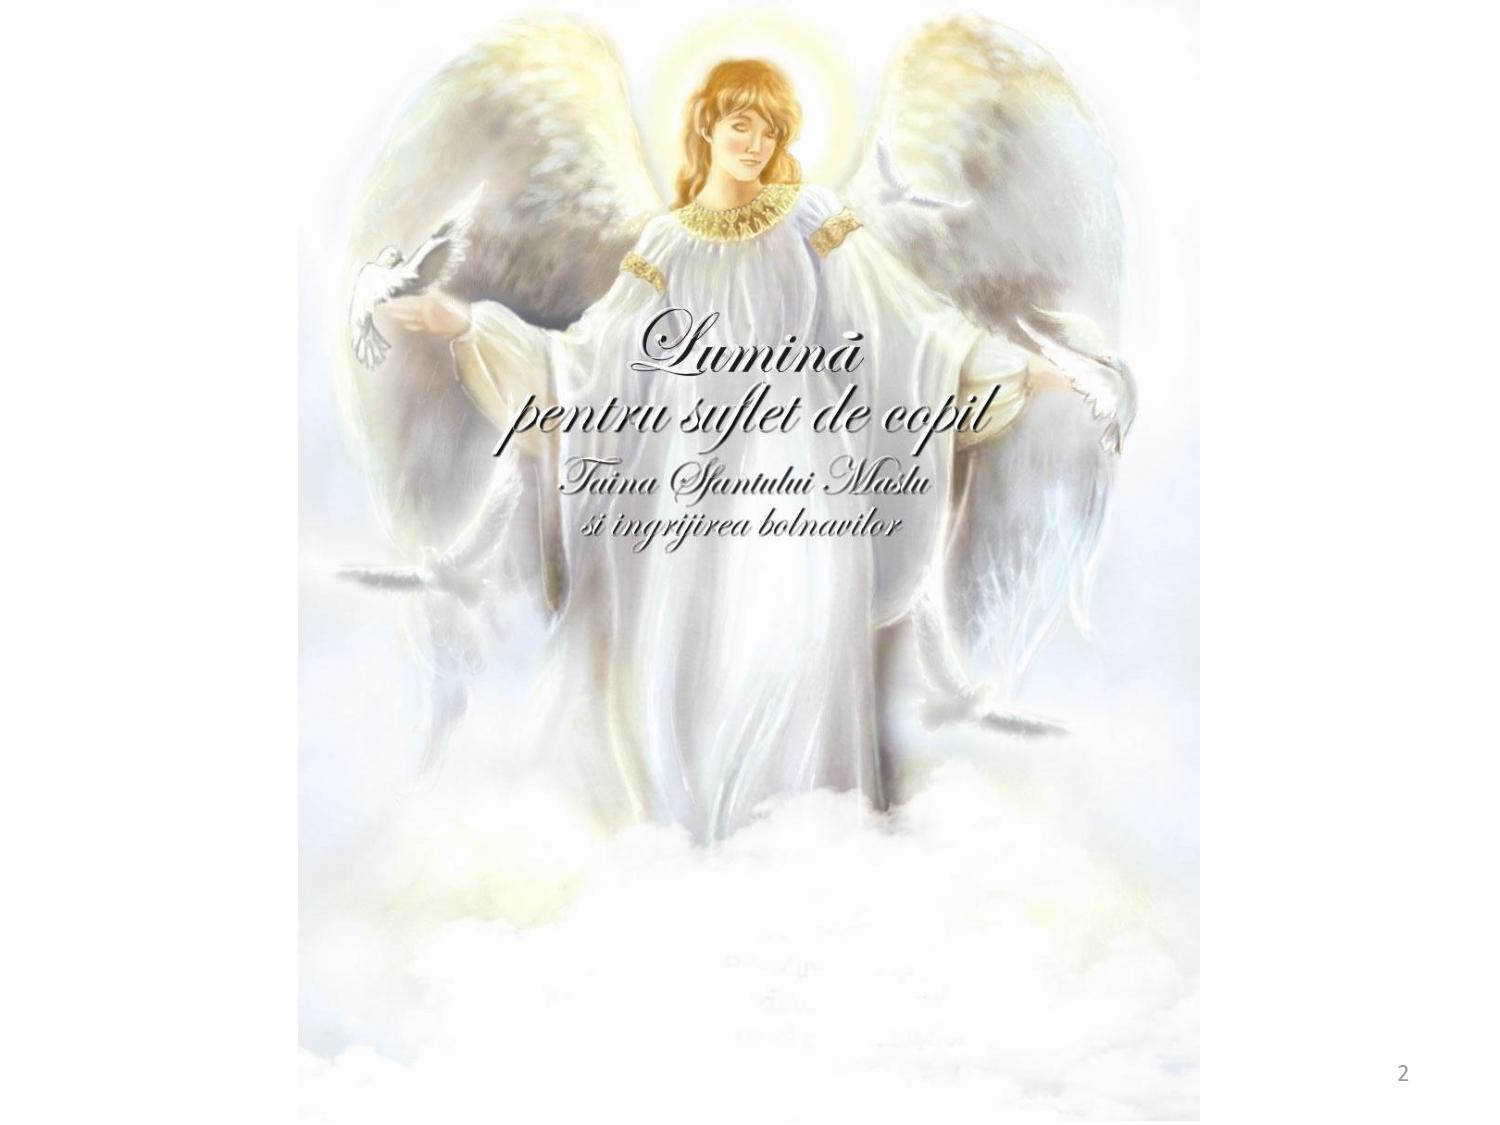 Lumină
pentru suflet de copil
Taina Sfantului Maslu
si ingrijirea bolnavilor
2